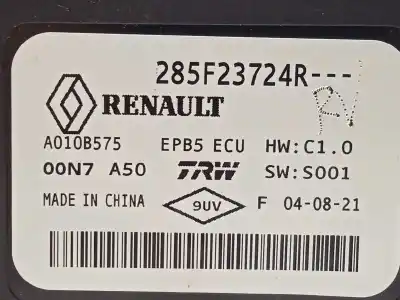 285F23724R---
RENAULT
RN
A010B575 EPB5 ECU HW:C1.0
00N7 A50 TRW SW:S001
MADE IN CHINA 9UV F 04-08-21